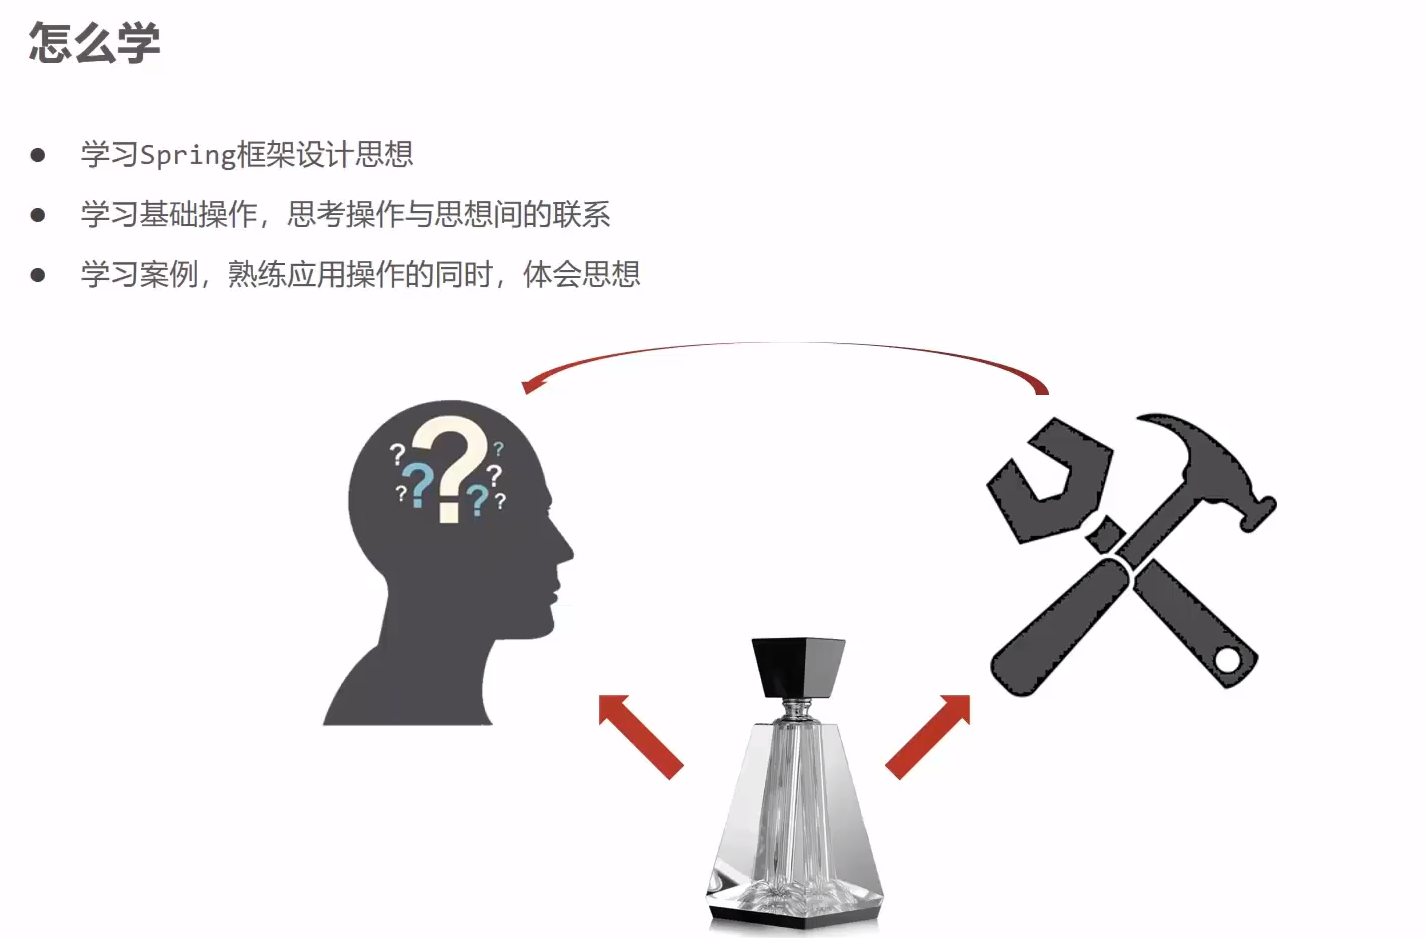 怎么学
● 学习Spring框架设计思想
● 学习基础操作，思考操作与思想间的联系
● 学习案例，熟练应用操作的同时，体会思想
? ? ? ? ? ? ? ?